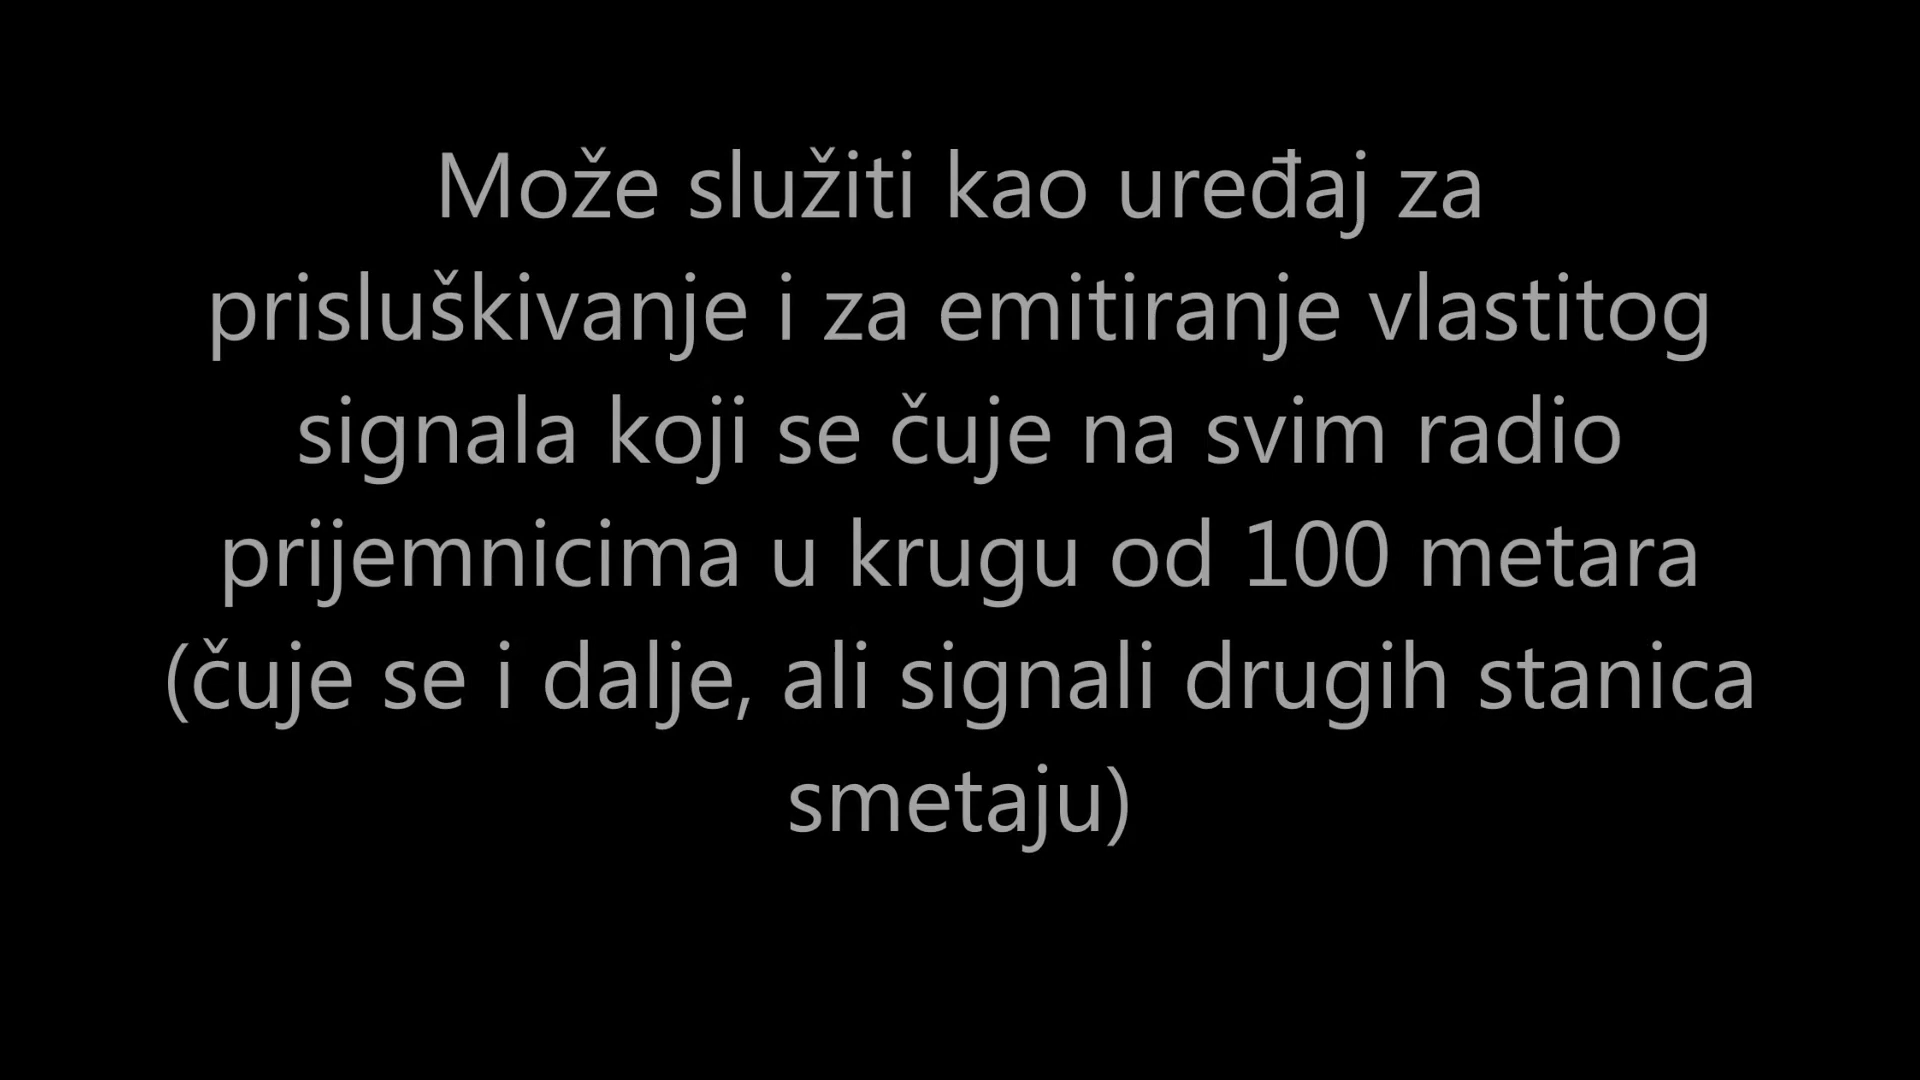 Može služiti kao uređaj za
prisluškivanje i za emitiranje vlastitog
signala koji se čuje na svim radio
prijemnicima u krugu od 100 metara
(čuje se i dalje, ali signali drugih stanica
smetaju)